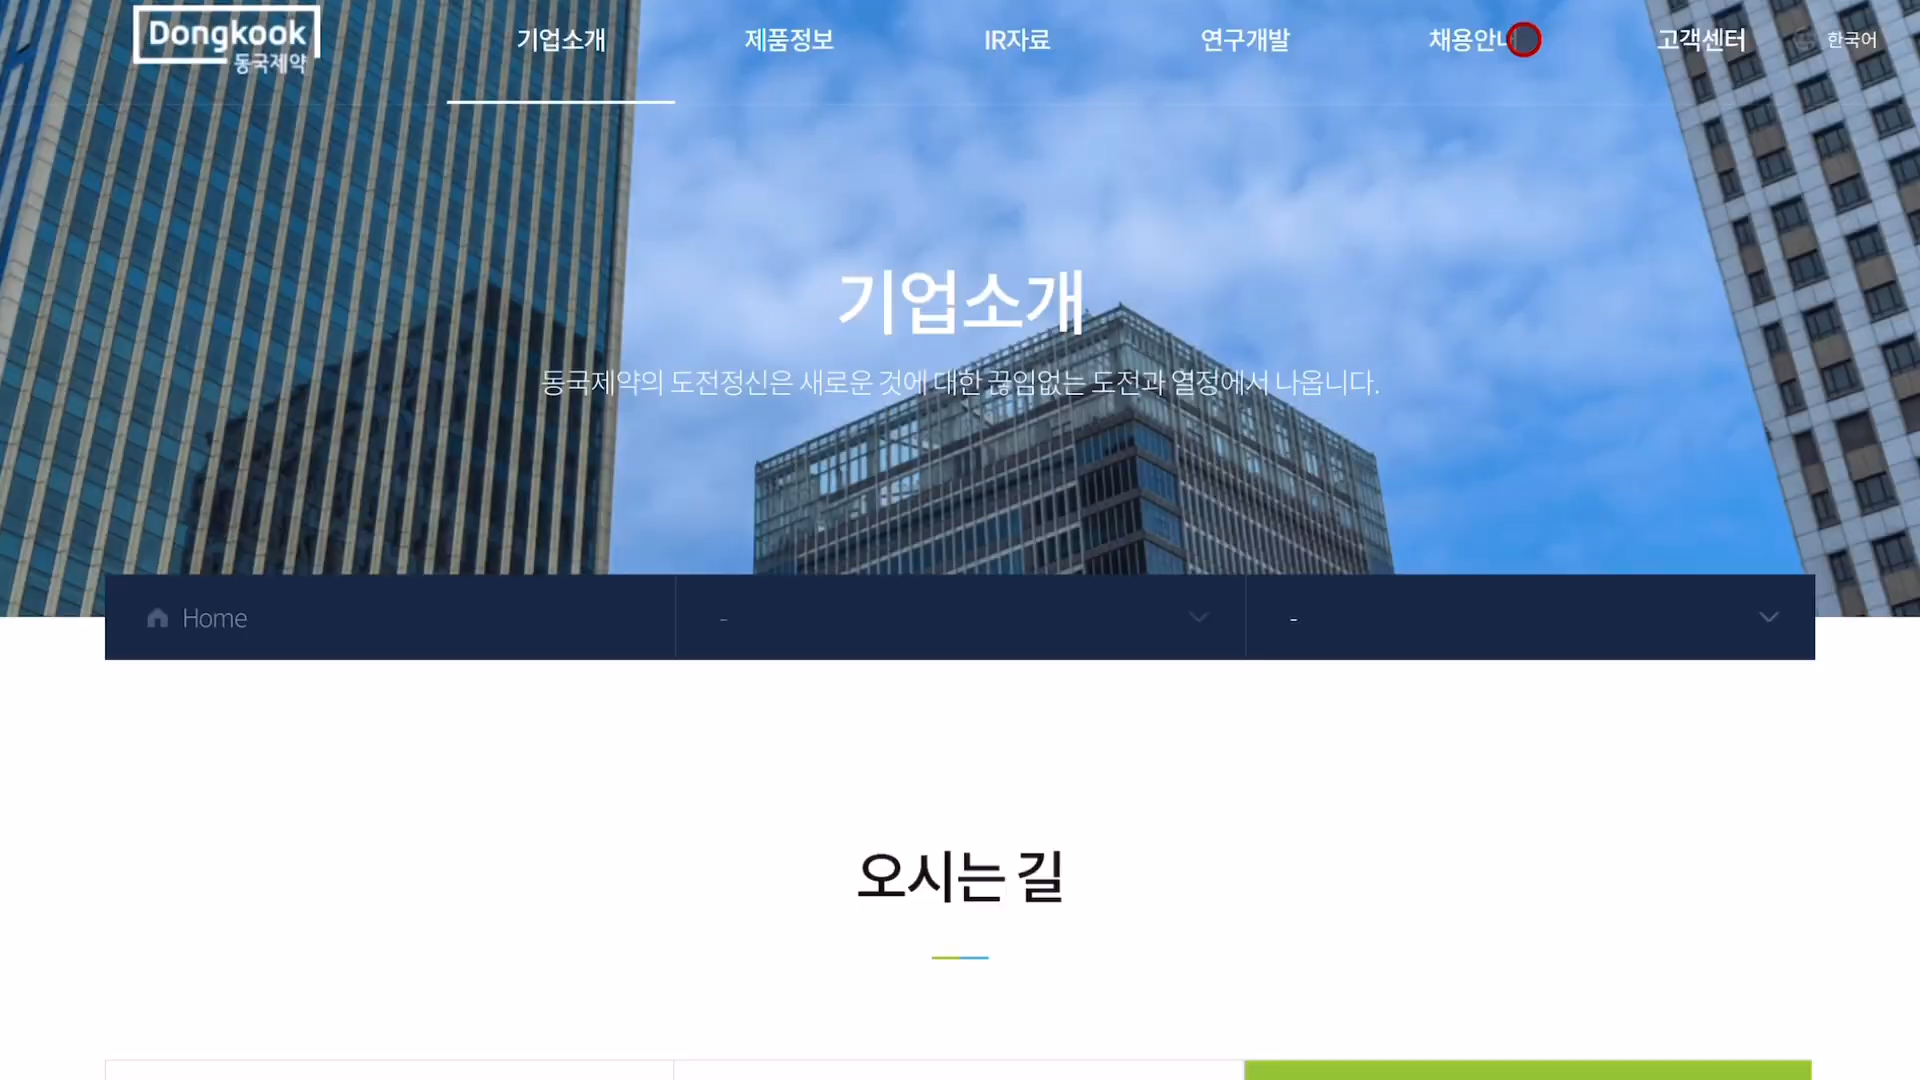 Dongkook
동국제약
기업소개
제품정보
IR자료
연구개발
채용안내
고객센터
한국어
기업소개
동국제약의 도전정신은 새로운 것에 대한 끊임없는 도전과 열정에서 나옵니다.
Home
-
-
오시는 길